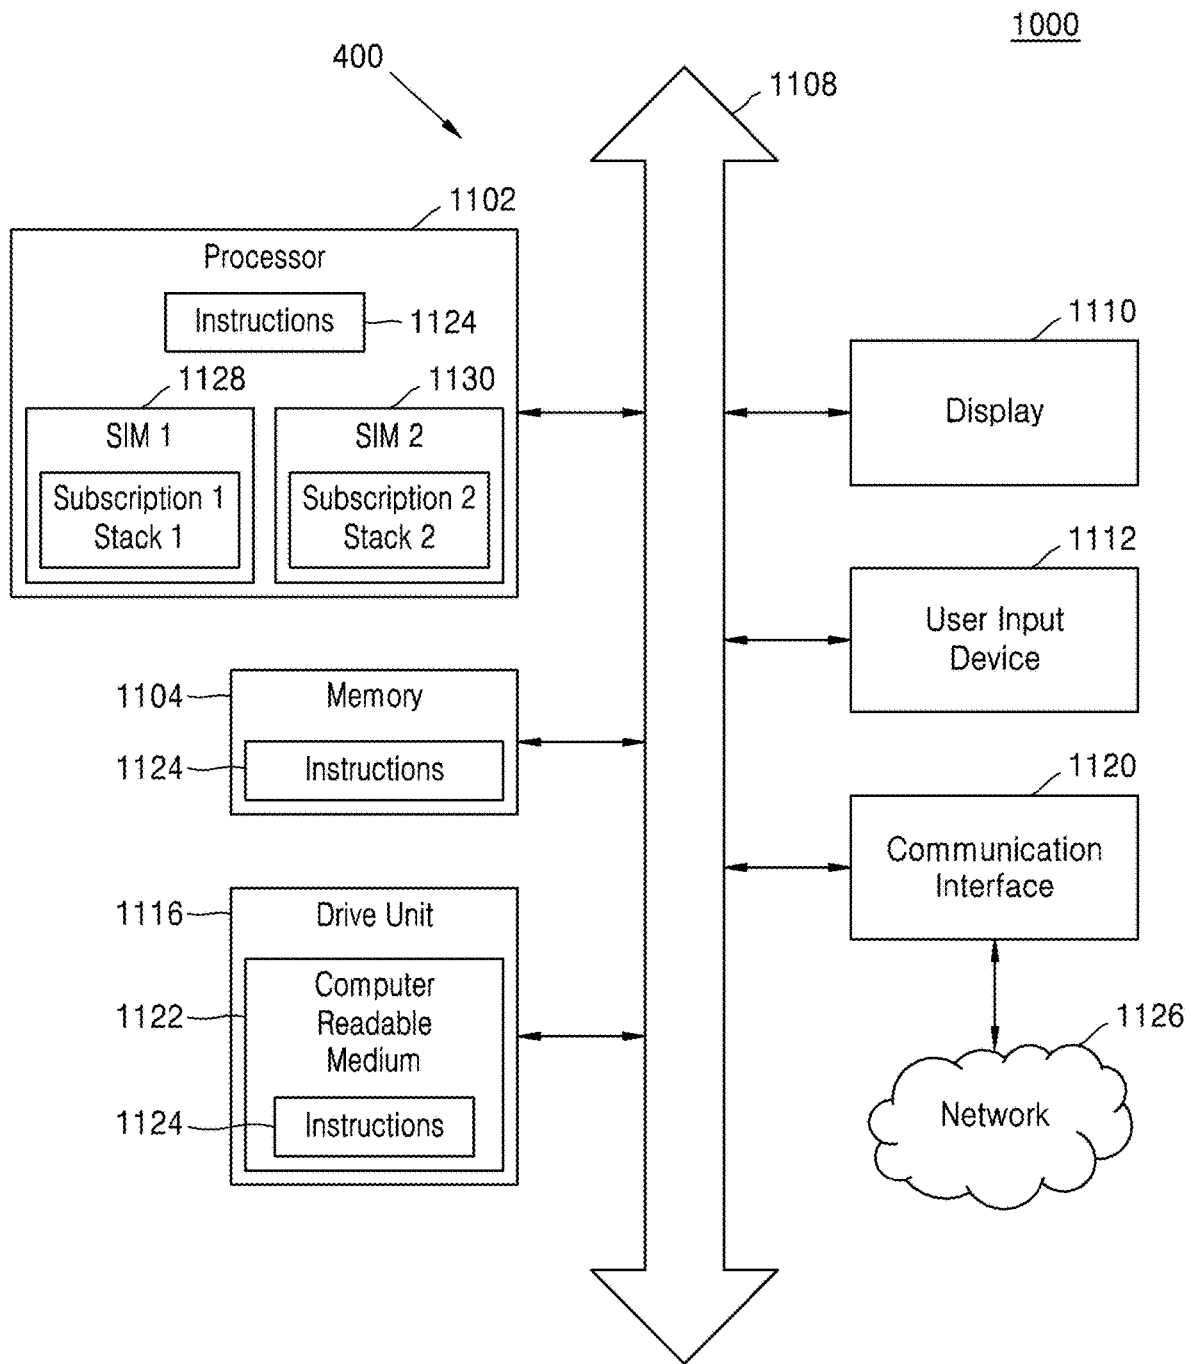 1000
400
1108
1102
Processor
Instructions
1124
1128
1130
SIM 1
SIM 2
Subscription 1
Stack 1
Subscription 2
Stack 2
1104
Memory
1124
Instructions
1116
Drive Unit
1122
Computer
Readable
Medium
1124
Instructions
1110
Display
1112
User Input
Device
1120
Communication
Interface
1126
Network